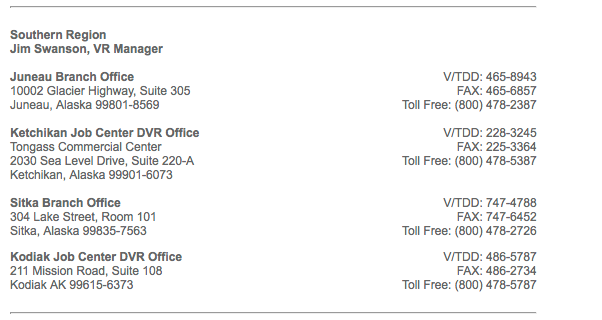 Southern Region
Jim Swanson, VR Manager
Juneau Branch Office V/TDD: 465-8943
10002 Glacier Highway, Suite 305 FAX: 465-6857
Juneau, Alaska 99801-8569 Toll Free: (800) 478-2387
Ketchikan Job Center DVR Office V/TDD: 228-3245
Tongass Commercial Center FAX: 225-3364
2030 Sea Level Drive, Suite 220-A Toll Free: (800) 478-5387
Ketchikan, Alaska 99901-6073
Sitka Branch Office V/TDD: 747-4788
304 Lake Street, Room 101 FAX: 747-6452
Sitka, Alaska 99835-7563 Toll Free: (800) 478-2726
Kodiak Job Center DVR Office V/TDD: 486-5787
211 Mission Road, Suite 108 FAX: 486-2734
Kodiak AK 99615-6373 Toll Free: (800) 478-5787